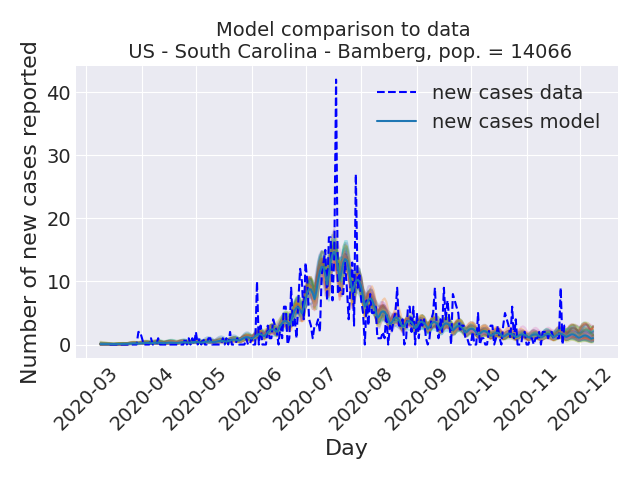 Model comparison to data
US - South Carolina - Bamberg, pop. = 14066
Number of new cases reported
40
30
20
10
0
new cases data
new cases model
2020-03
2020-04
2020-05
2020-06
2020-07
2020-08
2020-09
2020-10
2020-11
2020-12
Day